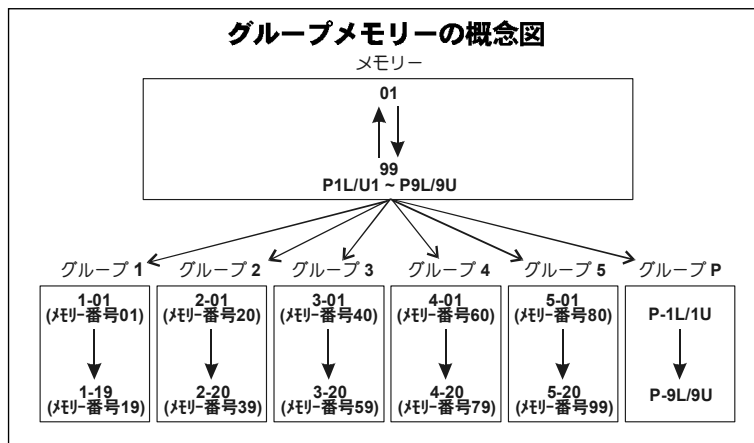 グループメモリーの概念図
メモリー
01
99
P1L/U1 ~ P9L/9U
グループ 1
グループ 2
グループ 3
グループ 4
グループ 5
グループ P
1-01
(ﾒﾓﾘｰ番号01)
1-19
(ﾒﾓﾘｰ番号19)
2-01
(ﾒﾓﾘｰ番号20)
2-20
(ﾒﾓﾘｰ番号39)
3-01
(ﾒﾓﾘｰ番号40)
3-20
(ﾒﾓﾘｰ番号59)
4-01
(ﾒﾓﾘｰ番号60)
4-20
(ﾒﾓﾘｰ番号79)
5-01
(ﾒﾓﾘｰ番号80)
5-20
(ﾒﾓﾘｰ番号99)
P-1L/1U
P-9L/9U